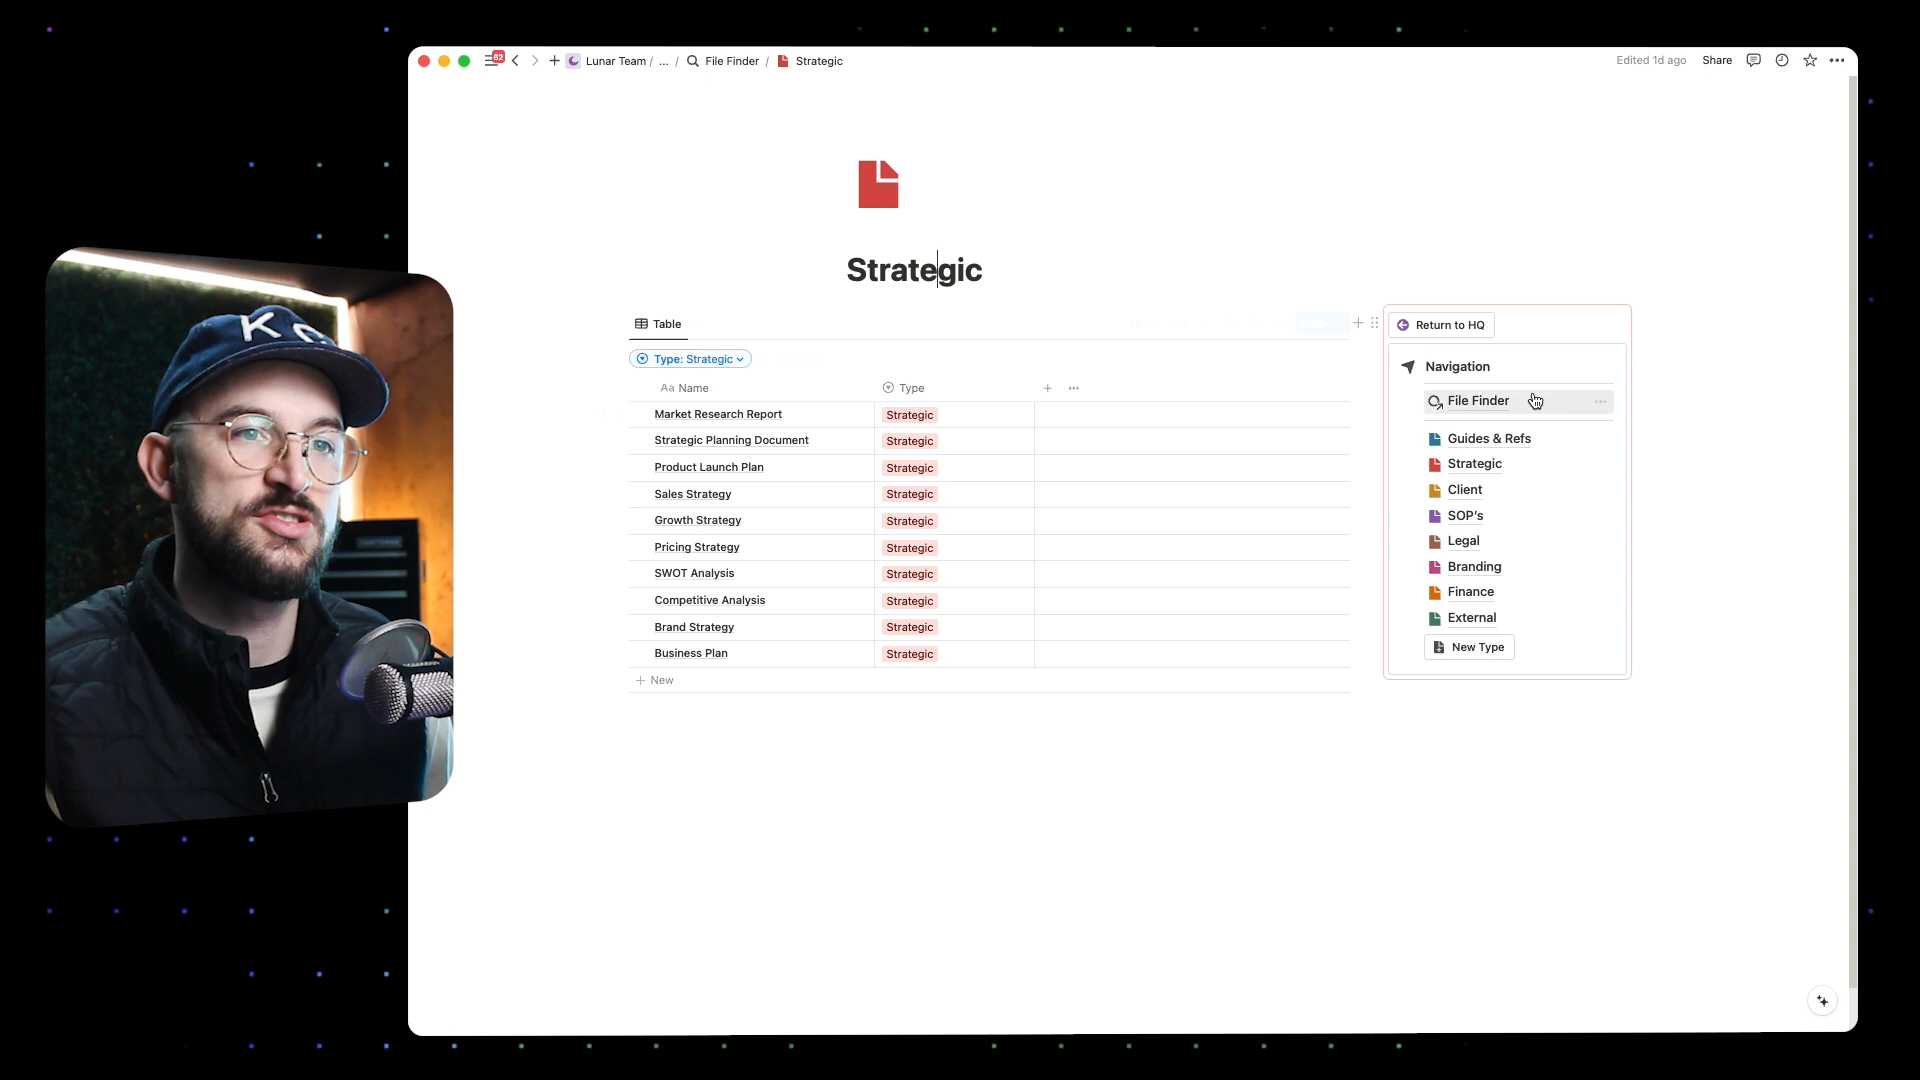 62
Lunar Team / ... / File Finder / Strategic
Edited 1d ago Share
Strategic
Table
Type: Strategic
Aa Name Type
Market Research Report Strategic
Strategic Planning Document Strategic
Product Launch Plan Strategic
Sales Strategy Strategic
Growth Strategy Strategic
Pricing Strategy Strategic
SWOT Analysis Strategic
Competitive Analysis Strategic
Brand Strategy Strategic
Business Plan Strategic
+ New
Return to HQ
Navigation
File Finder
Guides & Refs
Strategic
Client
SOP's
Legal
Branding
Finance
External
New Type
K